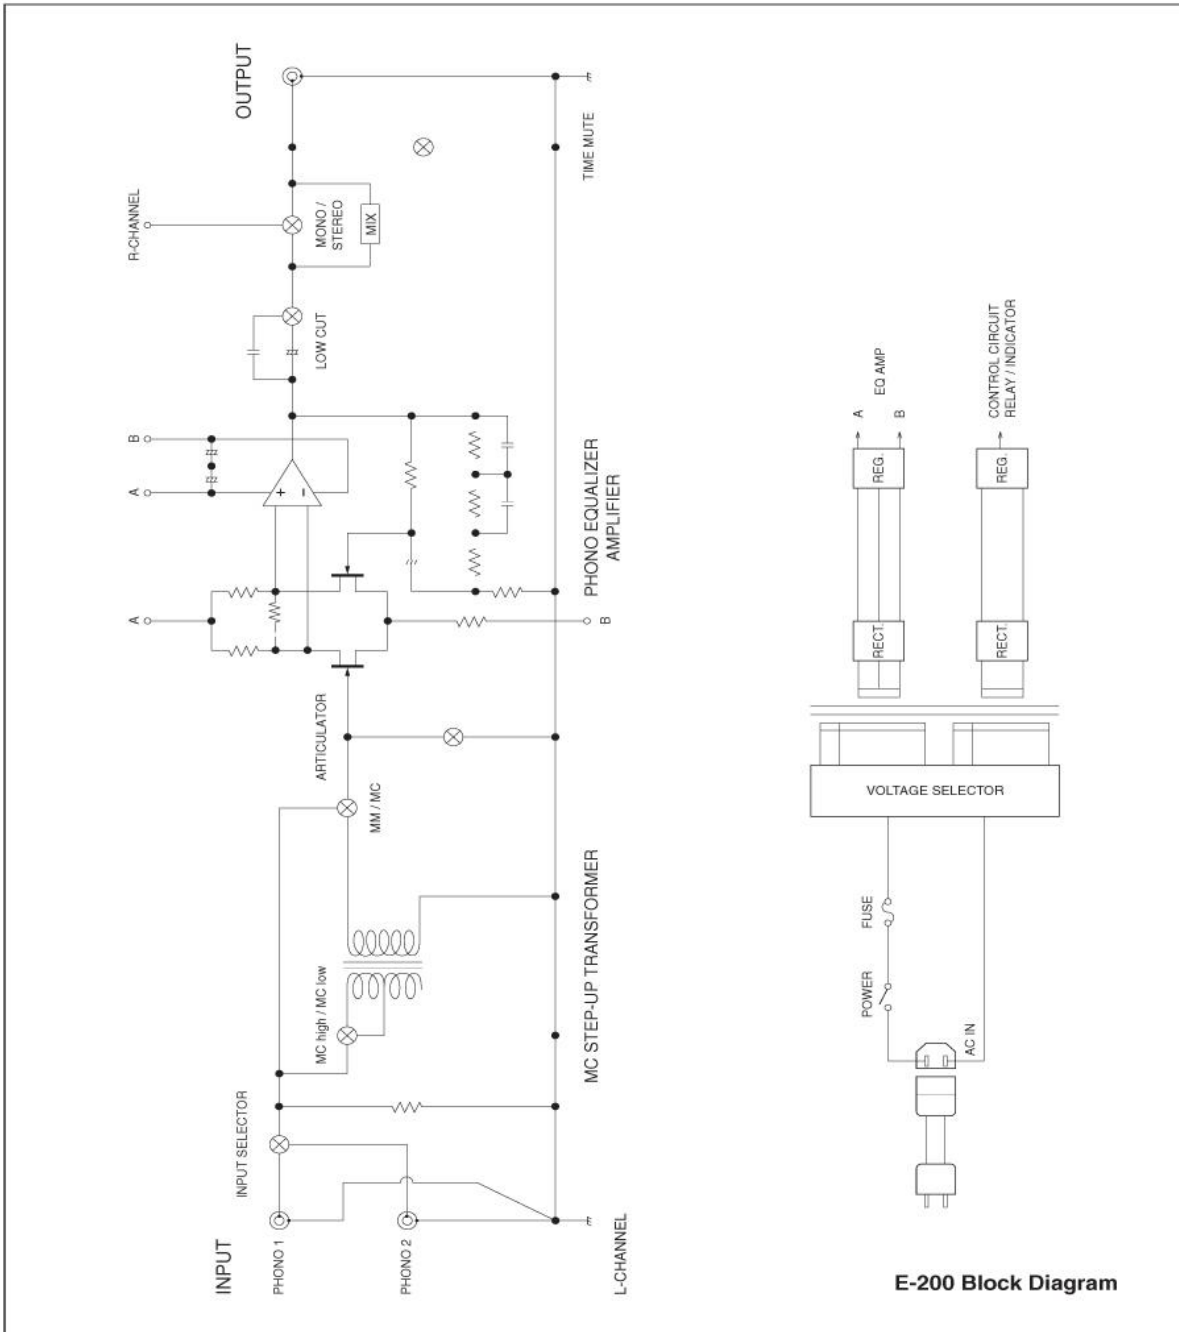 OUTPUT
R-CHANNEL
TIME MUTE
MONO /
STEREO
MIX
LOW CUT
B
A
+
−
A
B
PHONO EQUALIZER
AMPLIFIER
ARTICULATOR
MM / MC
MC high / MC low
MC STEP-UP TRANSFORMER
INPUT SELECTOR
INPUT
PHONO 1
PHONO 2
L-CHANNEL
A
EQ AMP
B
CONTROL CIRCUIT
RELAY / INDICATOR
REG.
REG.
RECT.
RECT.
VOLTAGE SELECTOR
FUSE
POWER
AC IN
E-200 Block Diagram